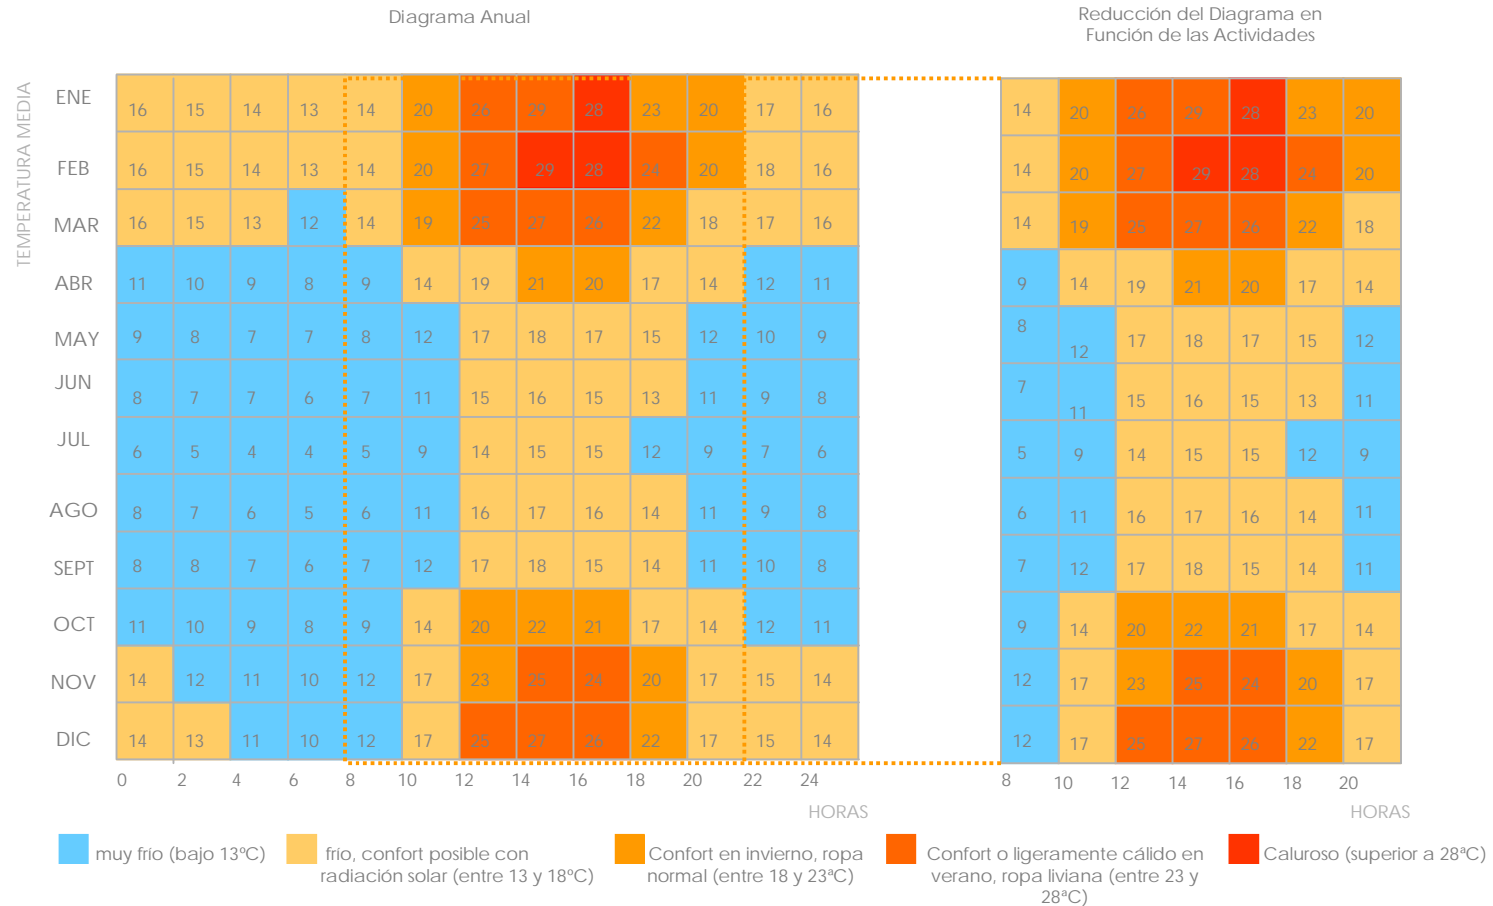 Diagrama Anual
Reducción del Diagrama en
Función de las Actividades
TEMPERATURA MEDIA
ENE 16 15 14 13 14 20 26 29 28 23 20 17 16
FEB 16 15 14 13 14 20 27 29 28 24 20 18 16
MAR 16 15 13 12 14 19 25 27 26 22 18 17 16
ABR 11 10 9 8 9 14 19 21 20 17 14 12 11
MAY 9 8 7 7 8 12 17 18 17 15 12 10 9
JUN 8 7 7 6 7 11 15 16 15 13 11 9 8
JUL 6 5 4 4 5 9 14 15 15 12 9 7 6
AGO 8 7 6 5 6 11 16 17 16 14 11 9 8
SEPT 8 8 7 6 7 12 17 18 15 14 11 10 8
OCT 11 10 9 8 9 14 20 22 21 17 14 12 11
NOV 14 12 11 10 12 17 23 25 24 20 17 15 14
DIC 14 13 11 10 12 17 25 27 26 22 17 15 14
0 2 4 6 8 10 12 14 16 18 20 22 24
HORAS
14 20 26 29 28 23 20
14 20 27 29 28 24 20
14 19 25 27 26 22 18
9 14 19 21 20 17 14
8 12 17 18 17 15 12
7 11 15 16 15 13 11
5 9 14 15 15 12 9
6 11 16 17 16 14 11
7 12 17 18 15 14 11
9 14 20 22 21 17 14
12 17 23 25 24 20 17
12 17 25 27 26 22 17
8 10 12 14 16 18 20
HORAS
muy frío (bajo 13ºC)
frío, confort posible con
radiación solar (entre 13 y 18ºC)
Confort en invierno, ropa
normal (entre 18 y 23ªC)
Confort o ligeramente cálido en
verano, ropa liviana (entre 23 y
28ªC)
Caluroso (superior a 28ªC)